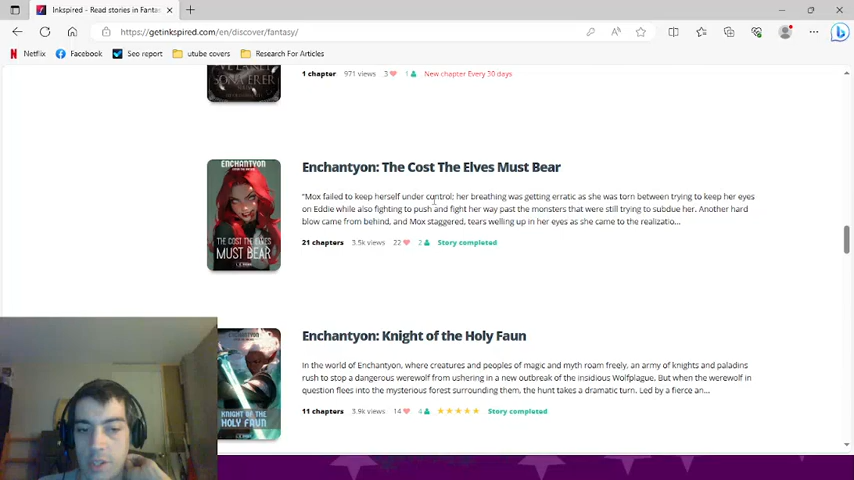 Inkspired - Read stories in Fantas
https://getinkspired.com/en/discover/fantasy/
Netflix
Facebook
Seo report
utube covers
Research For Articles
1 chapter 971 views 3 1 New chapter Every 30 days
Enchantyon: The Cost The Elves Must Bear
"Mox failed to keep herself under control; her breathing was getting erratic as she was torn between trying to keep her eyes
on Eddie while also fighting to push and fight her way past the monsters that were still trying to subdue her. Another hard
blow came from behind, and Mox staggered, tears welling up in her eyes as she came to the realizatio...
21 chapters 3.5k views 22 2 Story completed
ENCHANTYON
THE COST THE ELVES
MUST BEAR
Enchantyon: Knight of the Holy Faun
In the world of Enchantyon, where creatures and peoples of magic and myth roam freely, an army of knights and paladins
rush to stop a dangerous werewolf from ushering in a new outbreak of the insidious Wolfplague. But when the werewolf in
question flees into the mysterious forest surrounding them, the hunt takes a dramatic turn. Led by a fierce an...
11 chapters 3.9k views 14 4 Story completed
ENCHANTYON
KNIGHT OF THE
HOLY FAUN